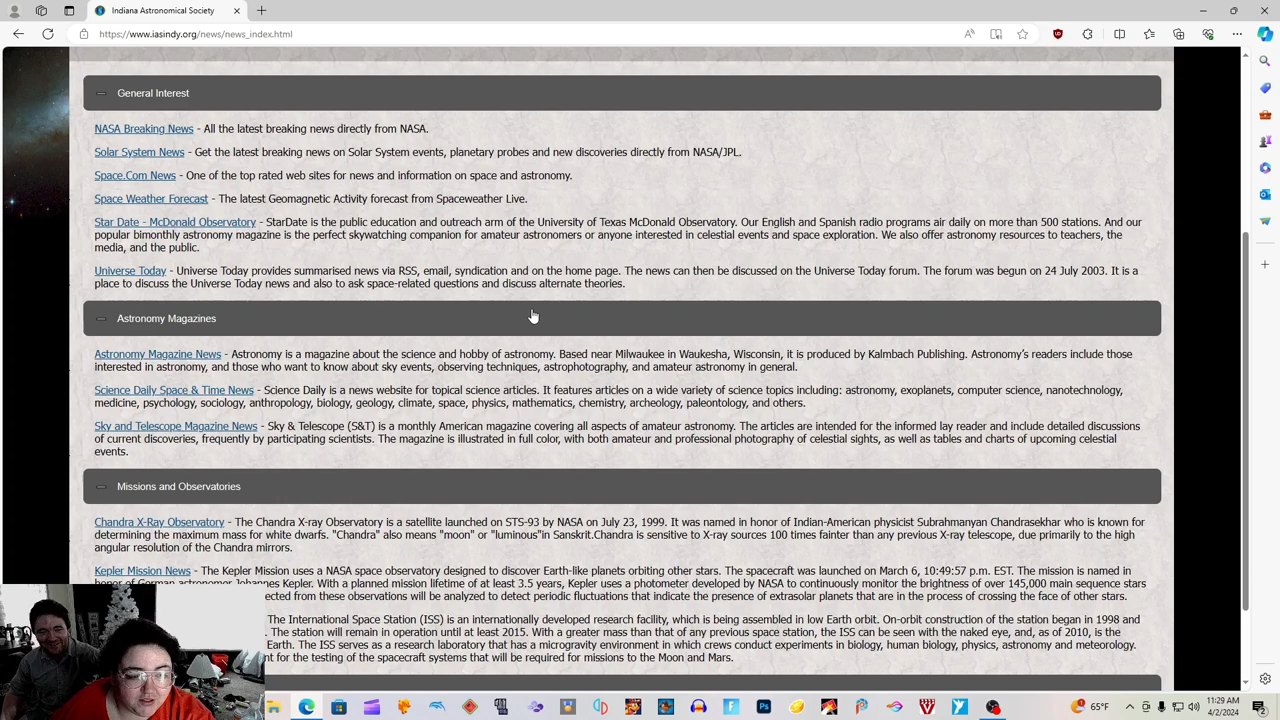 Indiana Astronomical Society
https://www.iasindy.org/news/news_index.html
General Interest
NASA Breaking News - All the latest breaking news directly from NASA.
Solar System News - Get the latest breaking news on Solar System events, planetary probes and new discoveries directly from NASA/JPL.
Space.Com News - One of the top rated web sites for news and information on space and astronomy.
Space Weather Forecast - The latest Geomagnetic Activity forecast from Spaceweather Live.
Star Date - McDonald Observatory - StarDate is the public education and outreach arm of the University of Texas McDonald Observatory. Our English and Spanish radio programs air daily on more than 500 stations. And our
popular bimonthly astronomy magazine is the perfect skywatching companion for amateur astronomers or anyone interested in celestial events and space exploration. We also offer astronomy resources to teachers, the
media, and the public.
Universe Today - Universe Today provides summarised news via RSS, email, syndication and on the home page. The news can then be discussed on the Universe Today forum. The forum was begun on 24 July 2003. It is a
place to discuss the Universe Today news and also to ask space-related questions and discuss alternate theories.
Astronomy Magazines
Astronomy Magazine News - Astronomy is a magazine about the science and hobby of astronomy. Based near Milwaukee in Waukesha, Wisconsin, it is produced by Kalmbach Publishing. Astronomy's readers include those
interested in astronomy, and those who want to know about sky events, observing techniques, astrophotography, and amateur astronomy in general.
Science Daily Space & Time News - Science Daily is a news website for topical science articles. It features articles on a wide variety of science topics including: astronomy, exoplanets, computer science, nanotechnology,
medicine, psychology, sociology, anthropology, biology, geology, climate, space, physics, mathematics, chemistry, archeology, paleontology, and others.
Sky and Telescope Magazine News - Sky & Telescope (S&T) is a monthly American magazine covering all aspects of amateur astronomy. The articles are intended for the informed lay reader and include detailed discussions
of current discoveries, frequently by participating scientists. The magazine is illustrated in full color, with both amateur and professional photography of celestial sights, as well as tables and charts of upcoming celestial
events.
Missions and Observatories
Chandra X-Ray Observatory - The Chandra X-ray Observatory is a satellite launched on STS-93 by NASA on July 23, 1999. It was named in honor of Indian-American physicist Subrahmanyan Chandrasekhar who is known for
determining the maximum mass for white dwarfs. "Chandra" also means "moon" or "luminous"in Sanskrit.Chandra is sensitive to X-ray sources 100 times fainter than any previous X-ray telescope, due primarily to the high
angular resolution of the Chandra mirrors.
Kepler Mission News - The Kepler Mission uses a NASA space observatory designed to discover Earth-like planets orbiting other stars. The spacecraft was launched on March 6, 10:49:57 p.m. EST. The mission is named in
honor of German astronomer Johannes Kepler. With a planned mission lifetime of at least 3.5 years, Kepler uses a photometer developed by NASA to continuously monitor the brightness of over 145,000 main sequence stars
ected from these observations will be analyzed to detect periodic fluctuations that indicate the presence of extrasolar planets that are in the process of crossing the face of other stars.
The International Space Station (ISS) is an internationally developed research facility, which is being assembled in low Earth orbit. On-orbit construction of the station began in 1998 and
The station will remain in operation until at least 2015. With a greater mass than that of any previous space station, the ISS can be seen with the naked eye, and, as of 2010, is the
Earth. The ISS serves as a research laboratory that has a microgravity environment in which crews conduct experiments in biology, human biology, physics, astronomy and meteorology.
nt for the testing of the spacecraft systems that will be required for missions to the Moon and Mars.
65°F
11:29 AM
4/2/2024